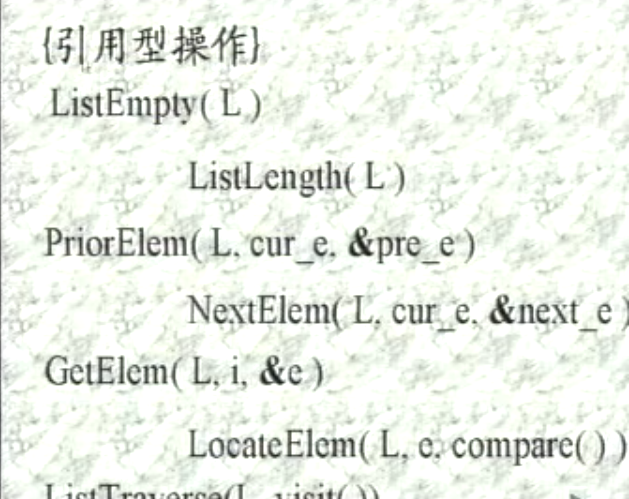 {引用型操作}
ListEmpty( L )
ListLength( L )
PriorElem( L, cur_e, &pre_e )
NextElem( L, cur_e, &next_e )
GetElem( L, i, &e )
LocateElem( L, e, compare( ) )
ListTraverse(L, visit( ))